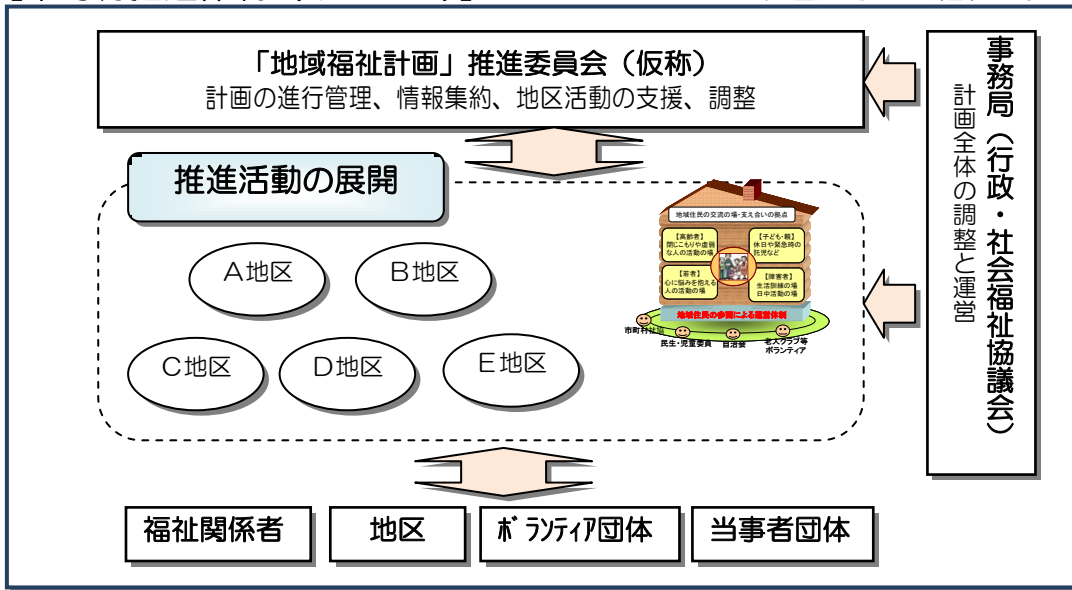 「地域福祉計画」推進委員会（仮称）
計画の進行管理、情報集約、地区活動の支援、調整
事務局（行政・社会福祉協議会）
計画全体の調整と運営
推進活動の展開
A地区
B地区
C地区
D地区
E地区
地域住民の交流の場・支え合いの拠点
【高齢者】
閉じこもりや虚弱
な人の活動の場
【子ども・親】
休日や緊急時の
託児など
【若者】
心に悩みを抱える
人の活動の場
【障害者】
生活訓練の場
日中活動の場
地域住民の参画による運営体制
市町村社協
民生・児童委員
自治会
老人クラブ等
ボランティア
福祉関係者
地区
ボランティア団体
当事者団体